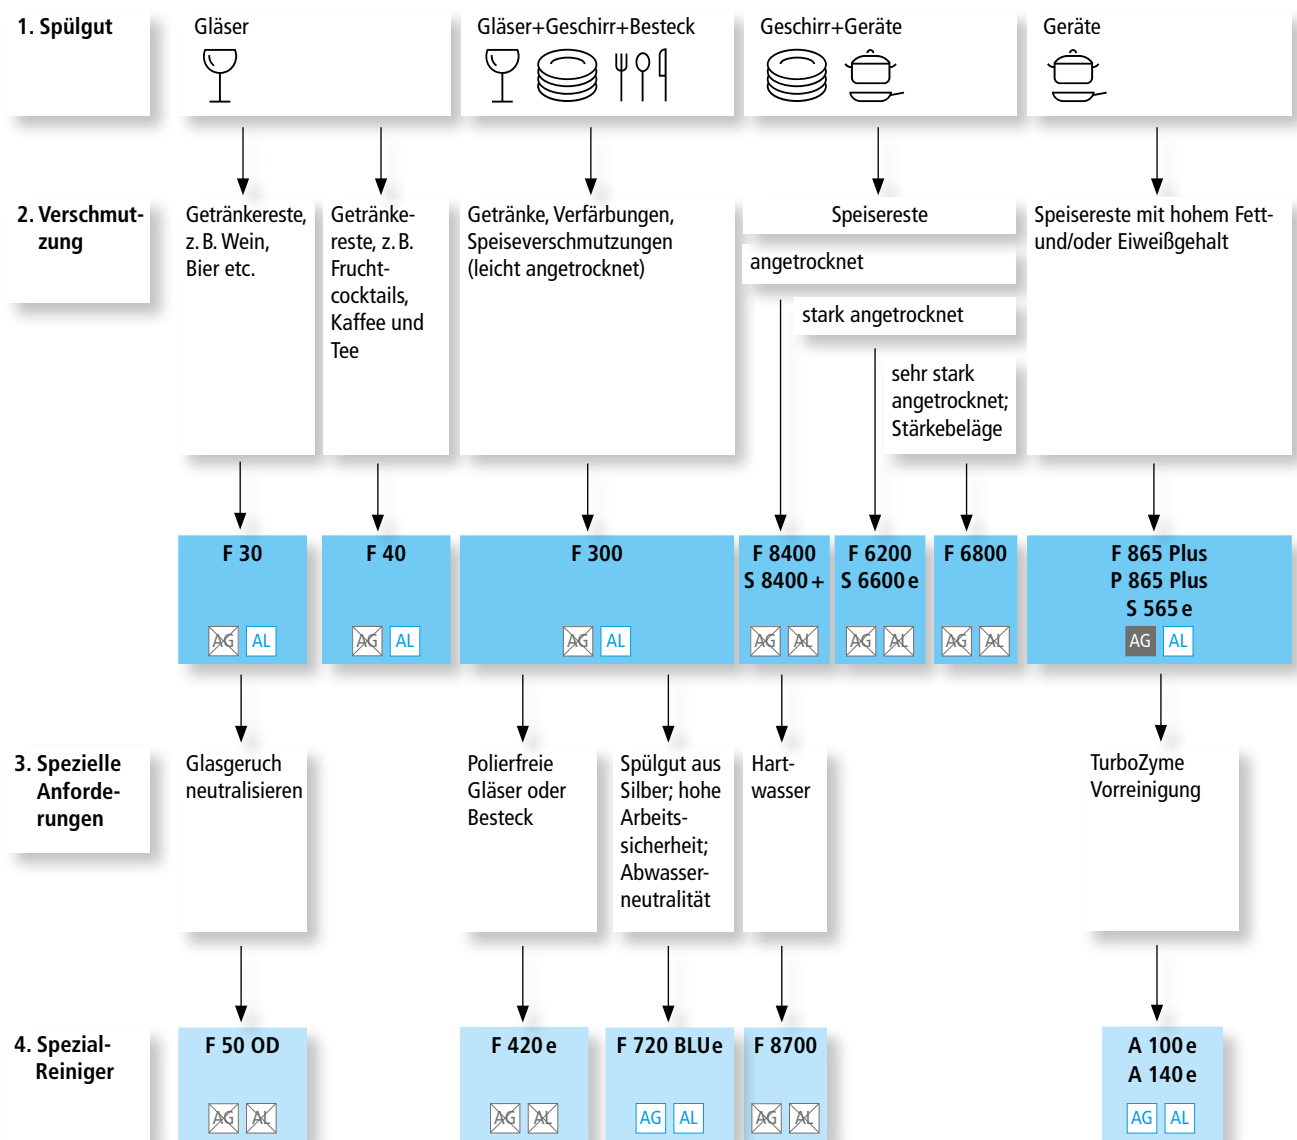 1. Spülgut
Gläser
Gläser+Geschirr+Besteck
Geschirr+Geräte
Geräte
2. Verschmut-
zung
Getränkereste,
z. B. Wein,
Bier etc.
Getränke-
reste, z. B.
Frucht-
cocktails,
Kaffee und
Tee
Getränke, Verfärbungen,
Speiseverschmutzungen
(leicht angetrocknet)
Speisereste
angetrocknet
stark angetrocknet
sehr stark
angetrocknet;
Stärkebeläge
Speisereste mit hohem Fett-
und/oder Eiweißgehalt
F 30
AG AL
F 40
AG AL
F 300
AG AL
F 8400
S 8400 +
AG AL
F 6200
S 6600 e
AG AL
F 6800
AG AL
F 865 Plus
P 865 Plus
S 565 e
AG AL
3. Spezielle
Anforde-
rungen
Glasgeruch
neutralisieren
Polierfreie
Gläser oder
Besteck
Spülgut aus
Silber; hohe
Arbeits-
sicherheit;
Abwasser-
neutralität
Hart-
wasser
TurboZyme
Vorreinigung
4. Spezial-
Reiniger
F 50 OD
AG AL
F 420 e
AG AL
F 720 BLUe
AG AL
F 8700
AG AL
A 100 e
A 140 e
AG AL